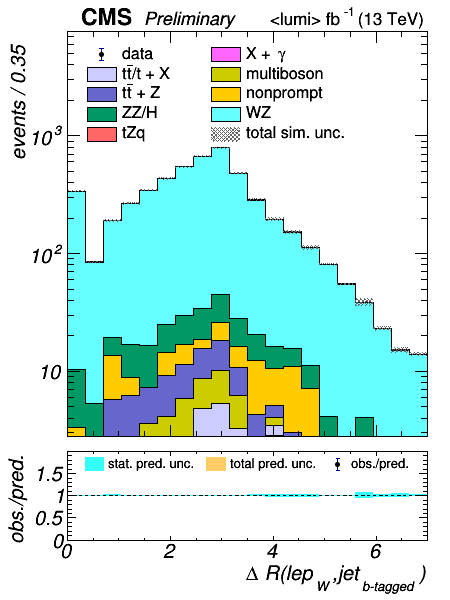 CMS Preliminary <lumi> fb⁻¹ (13 TeV)
events / 0.35
data
tt̄/t + X
tt̄ + Z
ZZ/H
tZq
X + γ
multiboson
nonprompt
WZ
total sim. unc.
10³
10²
10
obs./pred.
stat. pred. unc. total pred. unc. obs./pred.
1.5
1
0.5
0
0 2 4 6
Δ R(lep_W, jet_b-tagged)